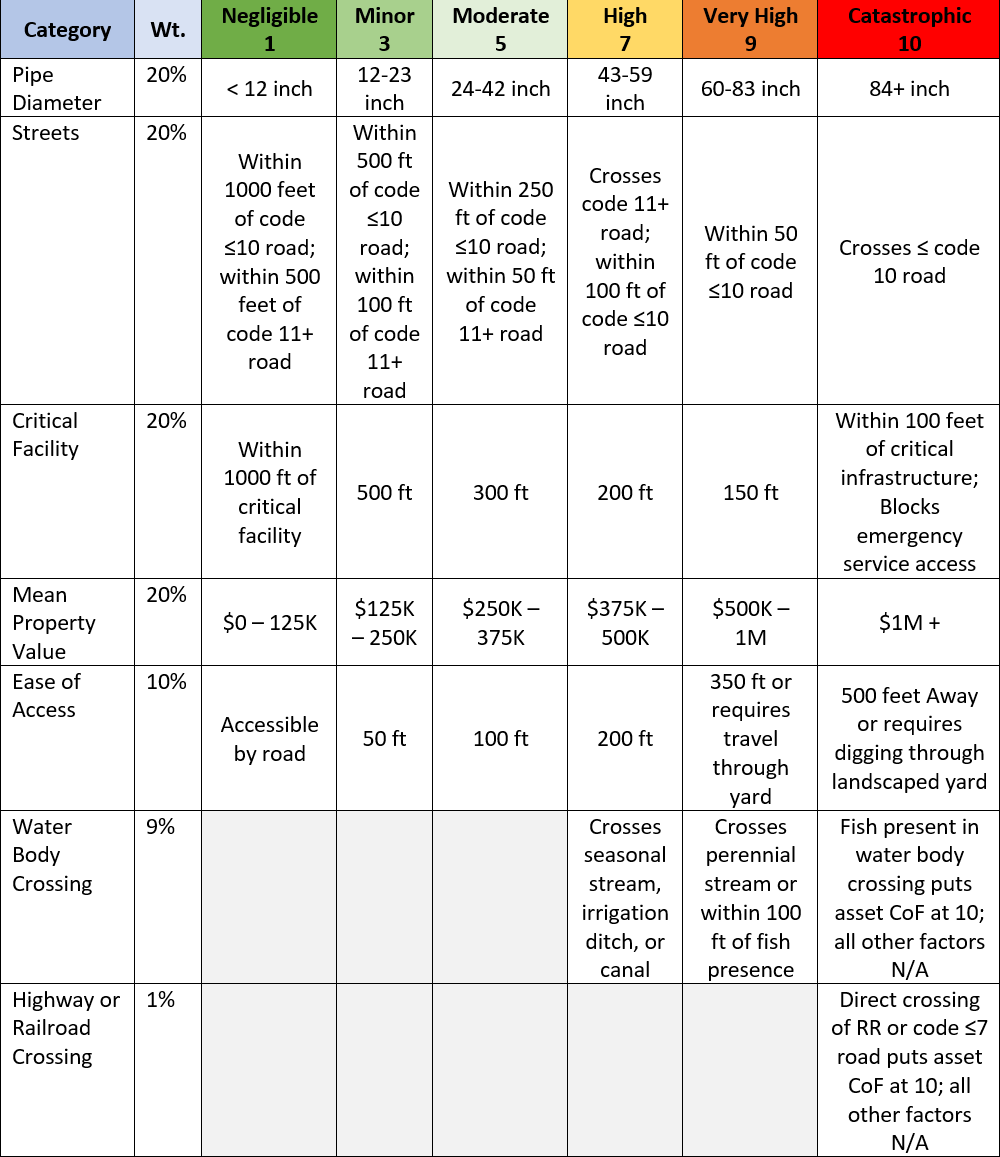 Category
Wt.
Negligible
1
Minor
3
Moderate
5
High
7
Very High
9
Catastrophic
10
Pipe
Diameter
20%
< 12 inch
12-23
inch
24-42 inch
43-59
inch
60-83 inch
84+ inch
Streets
20%
Within
1000 feet
of code
≤10 road;
within 500
feet of
code 11+
road
Within
500 ft
of code
≤10
road;
within
100 ft
of code
11+
road
Within 250
ft of code
≤10 road;
within 50 ft
of code
11+ road
Crosses
code 11+
road;
within
100 ft of
code ≤10
road
Within 50
ft of code
≤10 road
Crosses ≤ code
10 road
Critical
Facility
20%
Within
1000 ft of
critical
facility
500 ft
300 ft
200 ft
150 ft
Within 100 feet
of critical
infrastructure;
Blocks
emergency
service access
Mean
Property
Value
20%
$0 – 125K
$125K
– 250K
$250K –
375K
$375K –
500K
$500K –
1M
$1M +
Ease of
Access
10%
Accessible
by road
50 ft
100 ft
200 ft
350 ft or
requires
travel
through
yard
500 feet Away
or requires
digging through
landscaped yard
Water
Body
Crossing
9%
Crosses
seasonal
stream,
irrigation
ditch, or
canal
Crosses
perennial
stream or
within 100
ft of fish
presence
Fish present in
water body
crossing puts
asset CoF at 10;
all other factors
N/A
Highway or
Railroad
Crossing
1%
Direct crossing
of RR or code ≤7
road puts asset
CoF at 10; all
other factors
N/A